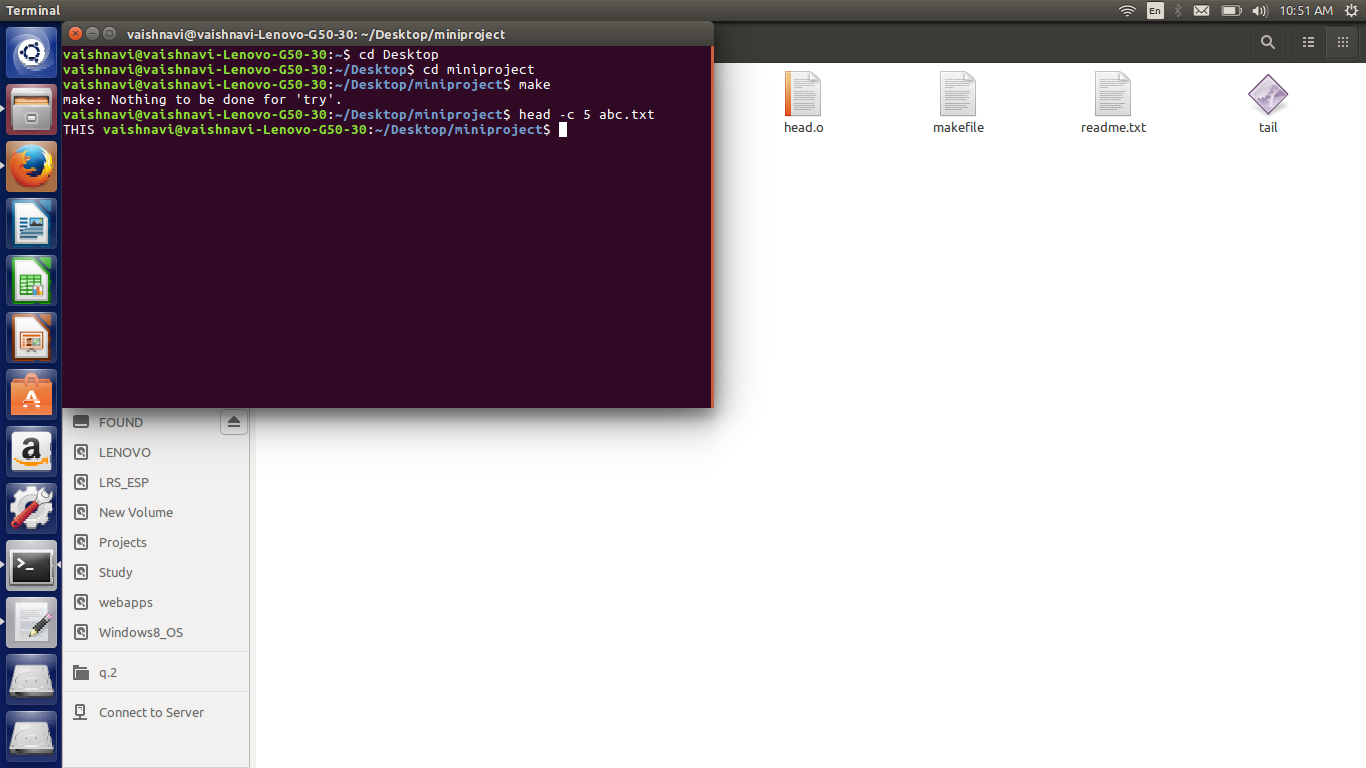 Terminal
En
10:51 AM
vaishnavi@vaishnavi-Lenovo-G50-30: ~/Desktop/miniproject
vaishnavi@vaishnavi-Lenovo-G50-30:~$ cd Desktop
vaishnavi@vaishnavi-Lenovo-G50-30:~/Desktop$ cd miniproject
vaishnavi@vaishnavi-Lenovo-G50-30:~/Desktop/miniproject$ make
make: Nothing to be done for 'try'.
vaishnavi@vaishnavi-Lenovo-G50-30:~/Desktop/miniproject$ head -c 5 abc.txt
THIS vaishnavi@vaishnavi-Lenovo-G50-30:~/Desktop/miniproject$
head.o
makefile
readme.txt
tail
FOUND
LENOVO
LRS_ESP
New Volume
Projects
Study
webapps
Windows8_OS
q.2
Connect to Server